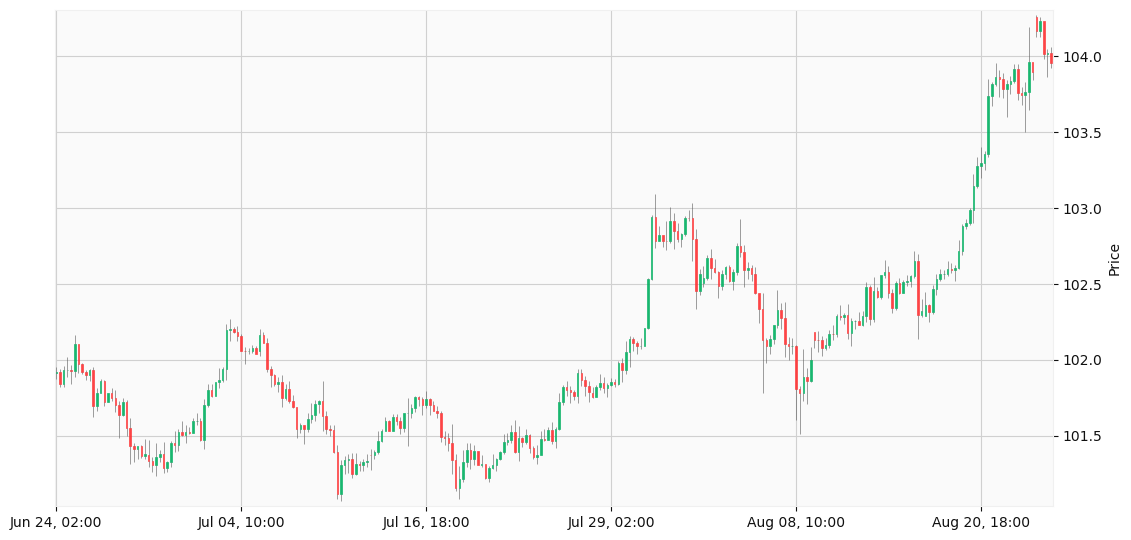 104.0
103.5
103.0
102.5
102.0
101.5
Price
Jun 24, 02:00
Jul 04, 10:00
Jul 16, 18:00
Jul 29, 02:00
Aug 08, 10:00
Aug 20, 18:00